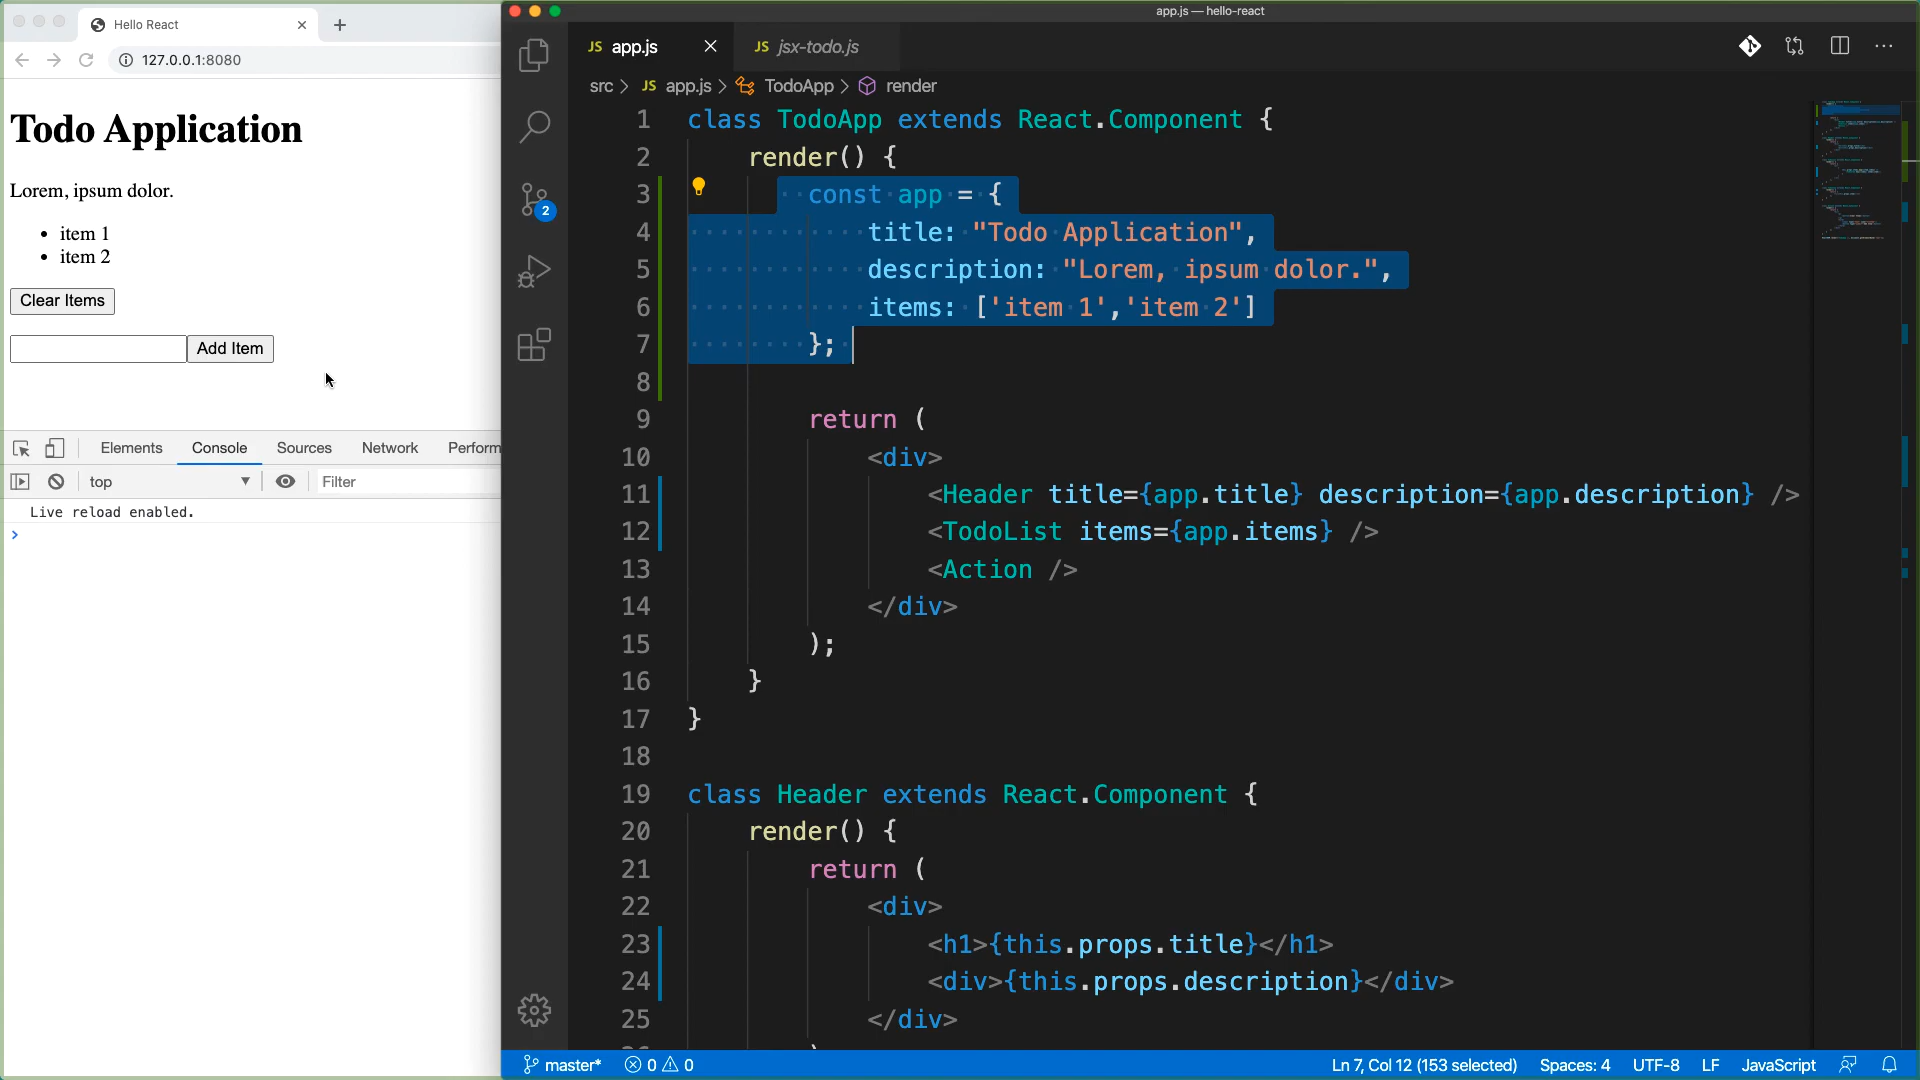 Hello React
127.0.0.1:8080
Todo Application
Lorem, ipsum dolor.
item 1
item 2
Clear Items
Add Item
Elements Console Sources Network Perform
top Filter
Live reload enabled.
app.js — hello-react
JS app.js JS jsx-todo.js
src > JS app.js > TodoApp > render
1 class TodoApp extends React.Component {
2 render() {
3 const app = {
4 title: "Todo Application",
5 description: "Lorem, ipsum dolor.",
6 items: ['item 1','item 2']
7 };
8
9 return (
10 <div>
11 <Header title={app.title} description={app.description} />
12 <TodoList items={app.items} />
13 <Action />
14 </div>
15 );
16 }
17 }
18
19 class Header extends React.Component {
20 render() {
21 return (
22 <div>
23 <h1>{this.props.title}</h1>
24 <div>{this.props.description}</div>
25 </div>
2
master* 0 0 Ln 7, Col 12 (153 selected) Spaces: 4 UTF-8 LF JavaScript